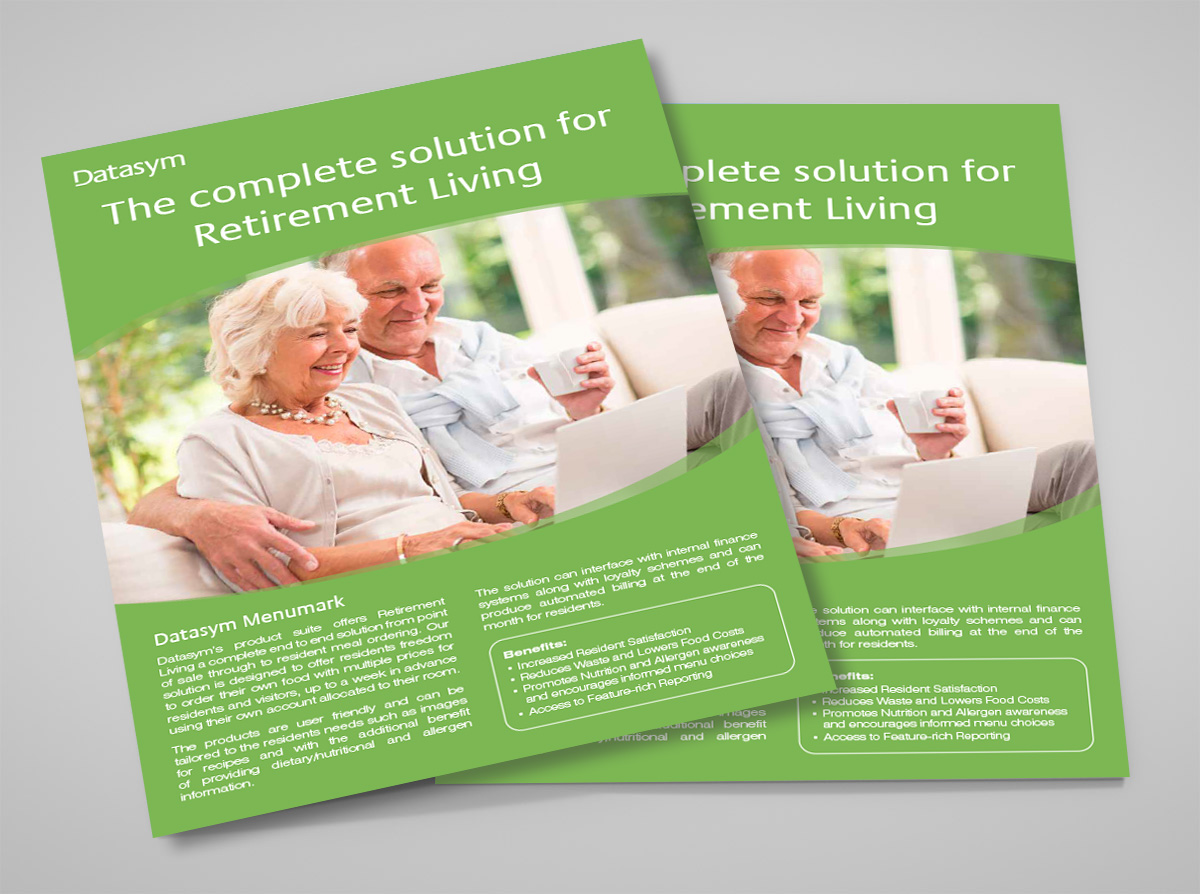 Datasym
The complete solution for
Retirement Living
Datasym Menumark
Datasym's product suite offers Retirement
Living a complete end to end solution from point
of sale through to resident meal ordering. Our
solution is designed to offer residents freedom
to order their own food with multiple prices for
residents and visitors, up to a week in advance
using their own account allocated to their room.
The products are user friendly and can be
tailored to the residents needs such as images
for recipes and with the additional benefit
of providing dietary/nutritional and allergen
information.
The solution can interface with internal finance
systems along with loyalty schemes and can
produce automated billing at the end of the
month for residents.
Benefits:
• Increased Resident Satisfaction
• Reduces Waste and Lowers Food Costs
• Promotes Nutrition and Allergen awareness
and encourages informed menu choices
• Access to Feature-rich Reporting
plete solution for
ement Living
solution can interface with internal finance
ems along with loyalty schemes and can
duce automated billing at the end of the
th for residents.
nefits:
creased Resident Satisfaction
• Reduces Waste and Lowers Food Costs
• Promotes Nutrition and Allergen awareness
and encourages informed menu choices
• Access to Feature-rich Reporting
images
ditional benefit
nutritional and allergen